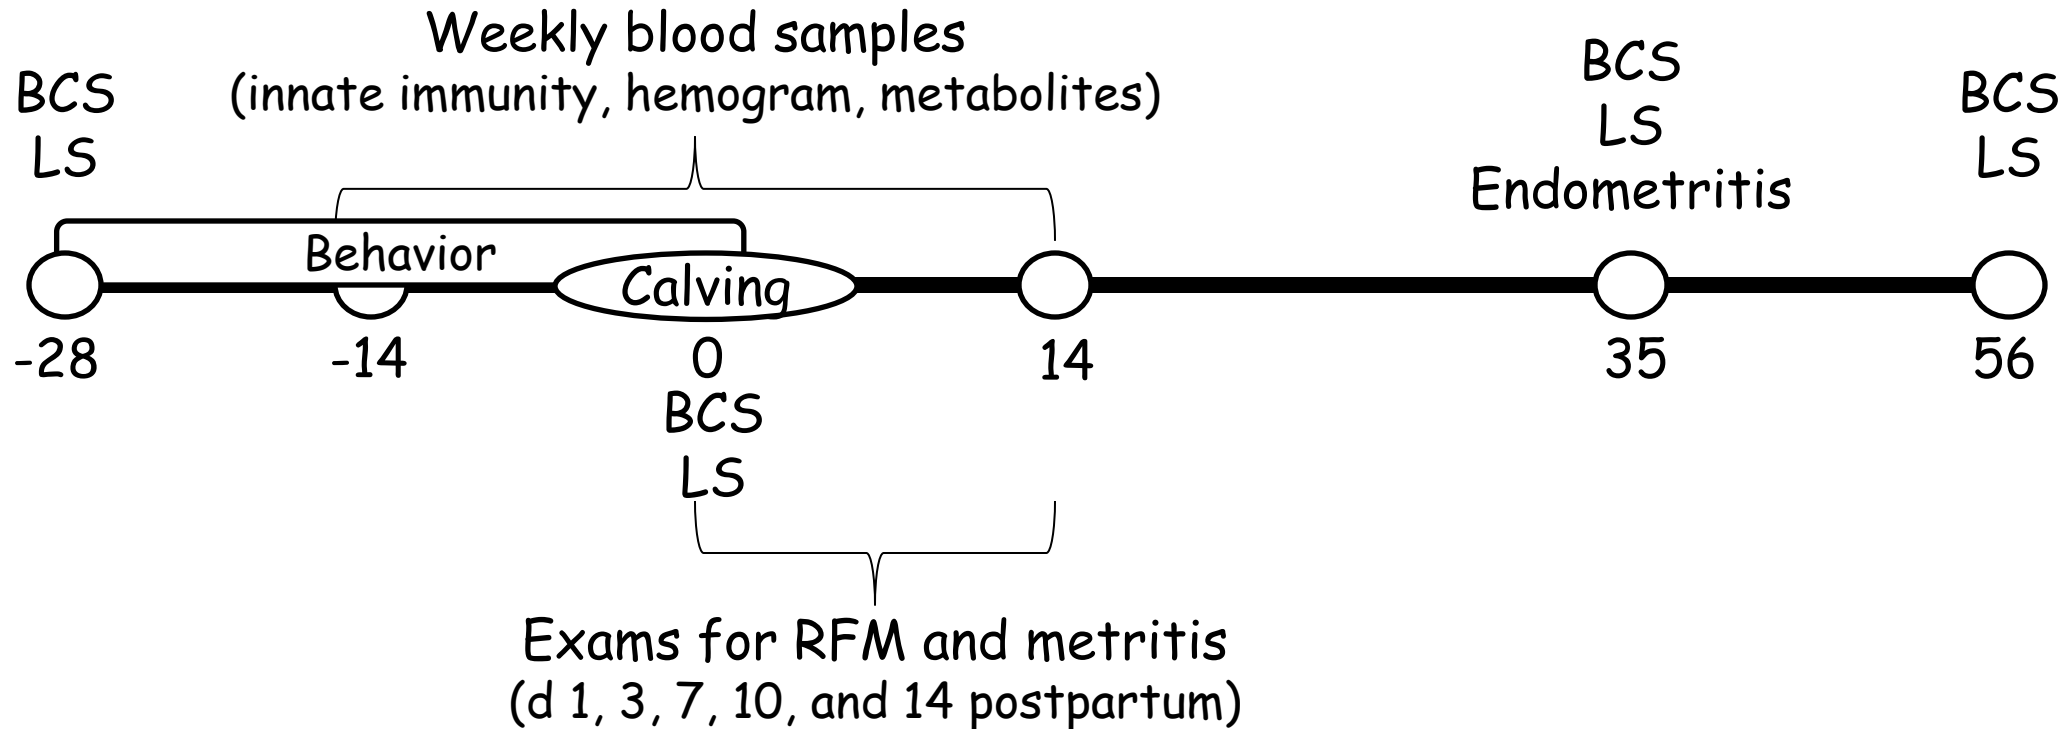 Weekly blood samples
(innate immunity, hemogram, metabolites)
BCS
LS
BCS
LS
Endometritis
BCS
LS
Behavior
Calving
-28
-14
0
14
35
56
BCS
LS
Exams for RFM and metritis
(d 1, 3, 7, 10, and 14 postpartum)